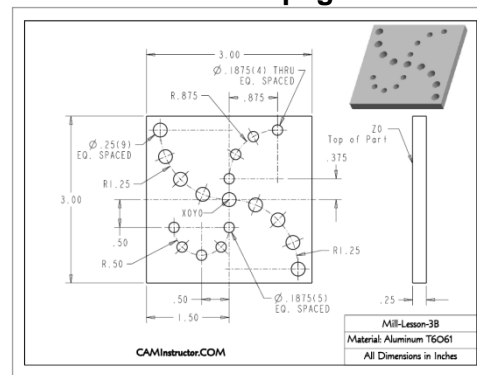 3.00
Ø.1875(4) THRU
EQ. SPACED
R.875
.875
Ø.25(9)
EQ. SPACED
Z0
Top of Part
.375
R1.25
3.00
X0Y0
.50
R1.25
R.50
Ø.1875(5)
EQ. SPACED
.50
.25
1.50
Mill-Lesson-3B
Material: Aluminum T6061
All Dimensions in Inches
CAMInstructor.COM